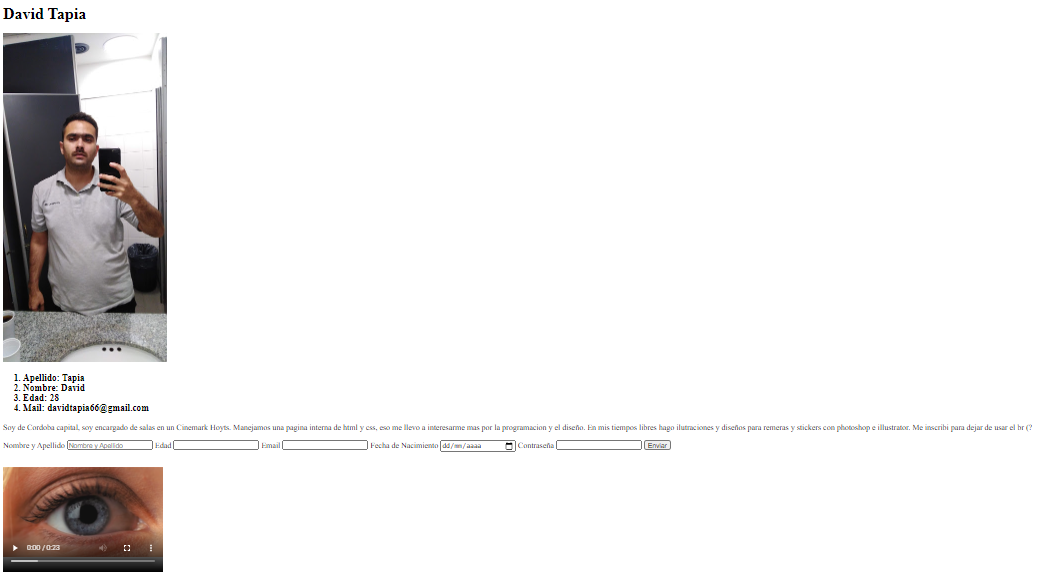 David Tapia
1. Apellido: Tapia
2. Nombre: David
3. Edad: 28
4. Mail: davidtapia66@gmail.com
Soy de Cordoba capital, soy encargado de salas en un Cinemark Hoyts. Manejamos una pagina interna de html y css, eso me llevo a interesarme mas por la programacion y el diseño. En mis tiempos libres hago ilutraciones y diseños para remeras y stickers con photoshop e illustrator. Me inscribi para dejar de usar el br (?
Nombre y Apellido Nombre y Apellido Edad Email Fecha de Nacimiento dd/mm/aaaa Contraseña Enviar
0:00 / 0:23